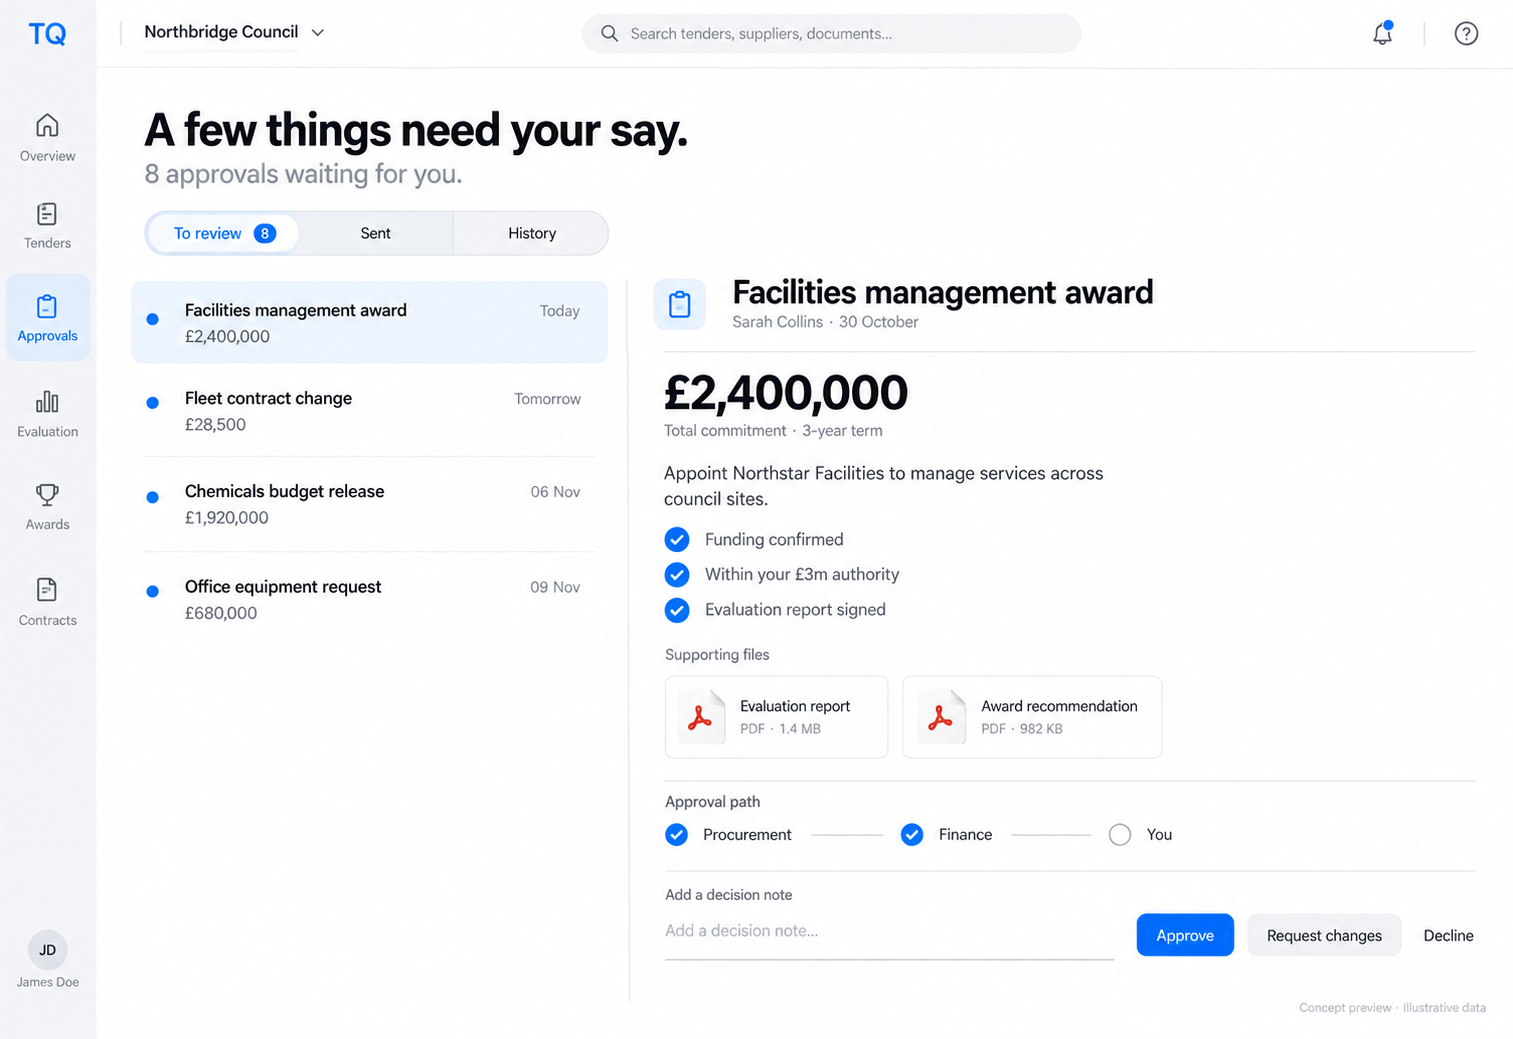 TQ
Northbridge Council
Search tenders, suppliers, documents...
Overview
Tenders
Approvals
Evaluation
Awards
Contracts
JD
James Doe
A few things need your say.
8 approvals waiting for you.
To review 8
Sent
History
Facilities management award
Today
£2,400,000
Fleet contract change
Tomorrow
£28,500
Chemicals budget release
06 Nov
£1,920,000
Office equipment request
09 Nov
£680,000
Facilities management award
Sarah Collins · 30 October
£2,400,000
Total commitment · 3-year term
Appoint Northstar Facilities to manage services across
council sites.
Funding confirmed
Within your £3m authority
Evaluation report signed
Supporting files
Evaluation report
PDF · 1.4 MB
Award recommendation
PDF · 982 KB
Approval path
Procurement
Finance
You
Add a decision note
Add a decision note...
Approve
Request changes
Decline
Concept preview · Illustrative data